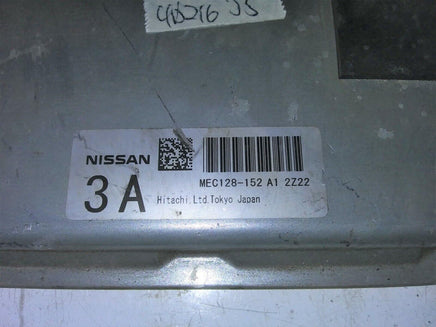 NISSAN
3A
MEC128-152 A1 2Z22
Hitachi,Ltd.Tokyo Japan